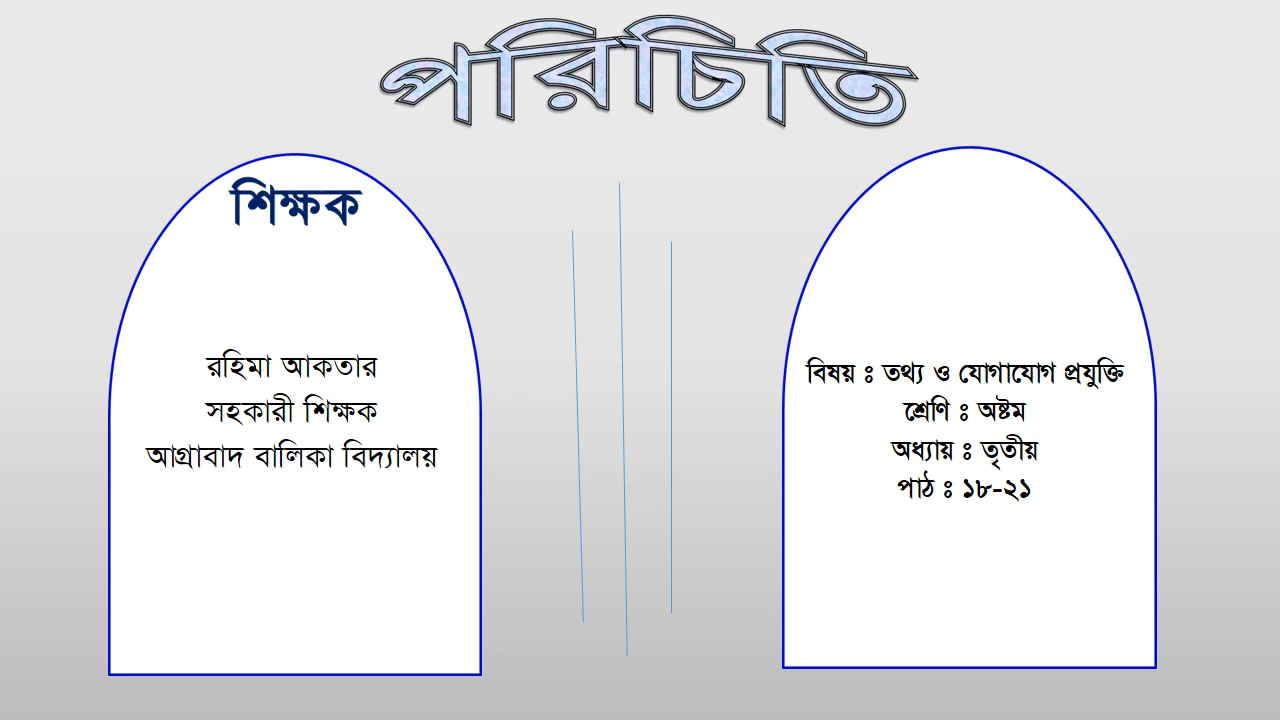 পরিচিতি
শিক্ষক
রহিমা আকতার
সহকারী শিক্ষক
আগ্রাবাদ বালিকা বিদ্যালয়
বিষয় ঃ তথ্য ও যোগাযোগ প্রযুক্তি
শ্রেণি ঃ অষ্টম
অধ্যায় ঃ তৃতীয়
পাঠ ঃ ১৮-২১